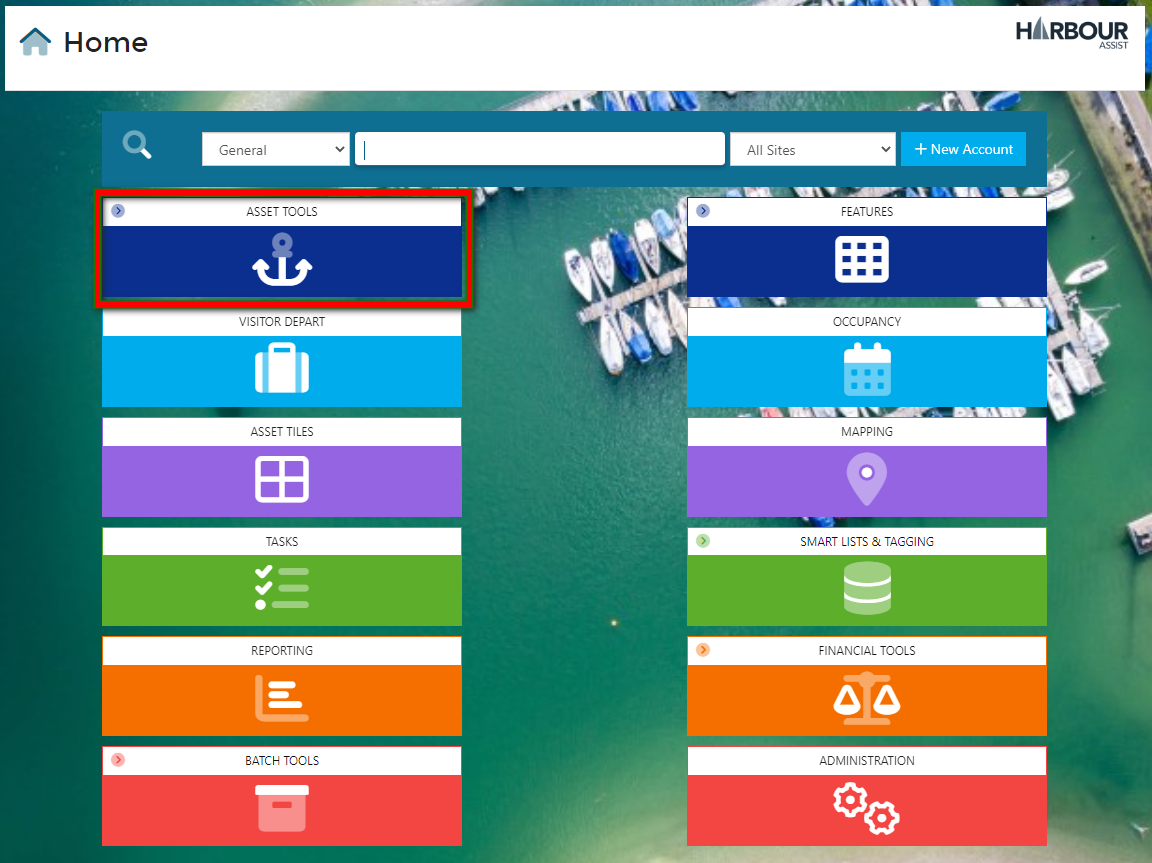 Home
HARBOUR
ASSIST
General
All Sites
+ New Account
ASSET TOOLS
FEATURES
VISITOR DEPART
OCCUPANCY
ASSET TILES
MAPPING
TASKS
SMART LISTS & TAGGING
REPORTING
FINANCIAL TOOLS
BATCH TOOLS
ADMINISTRATION